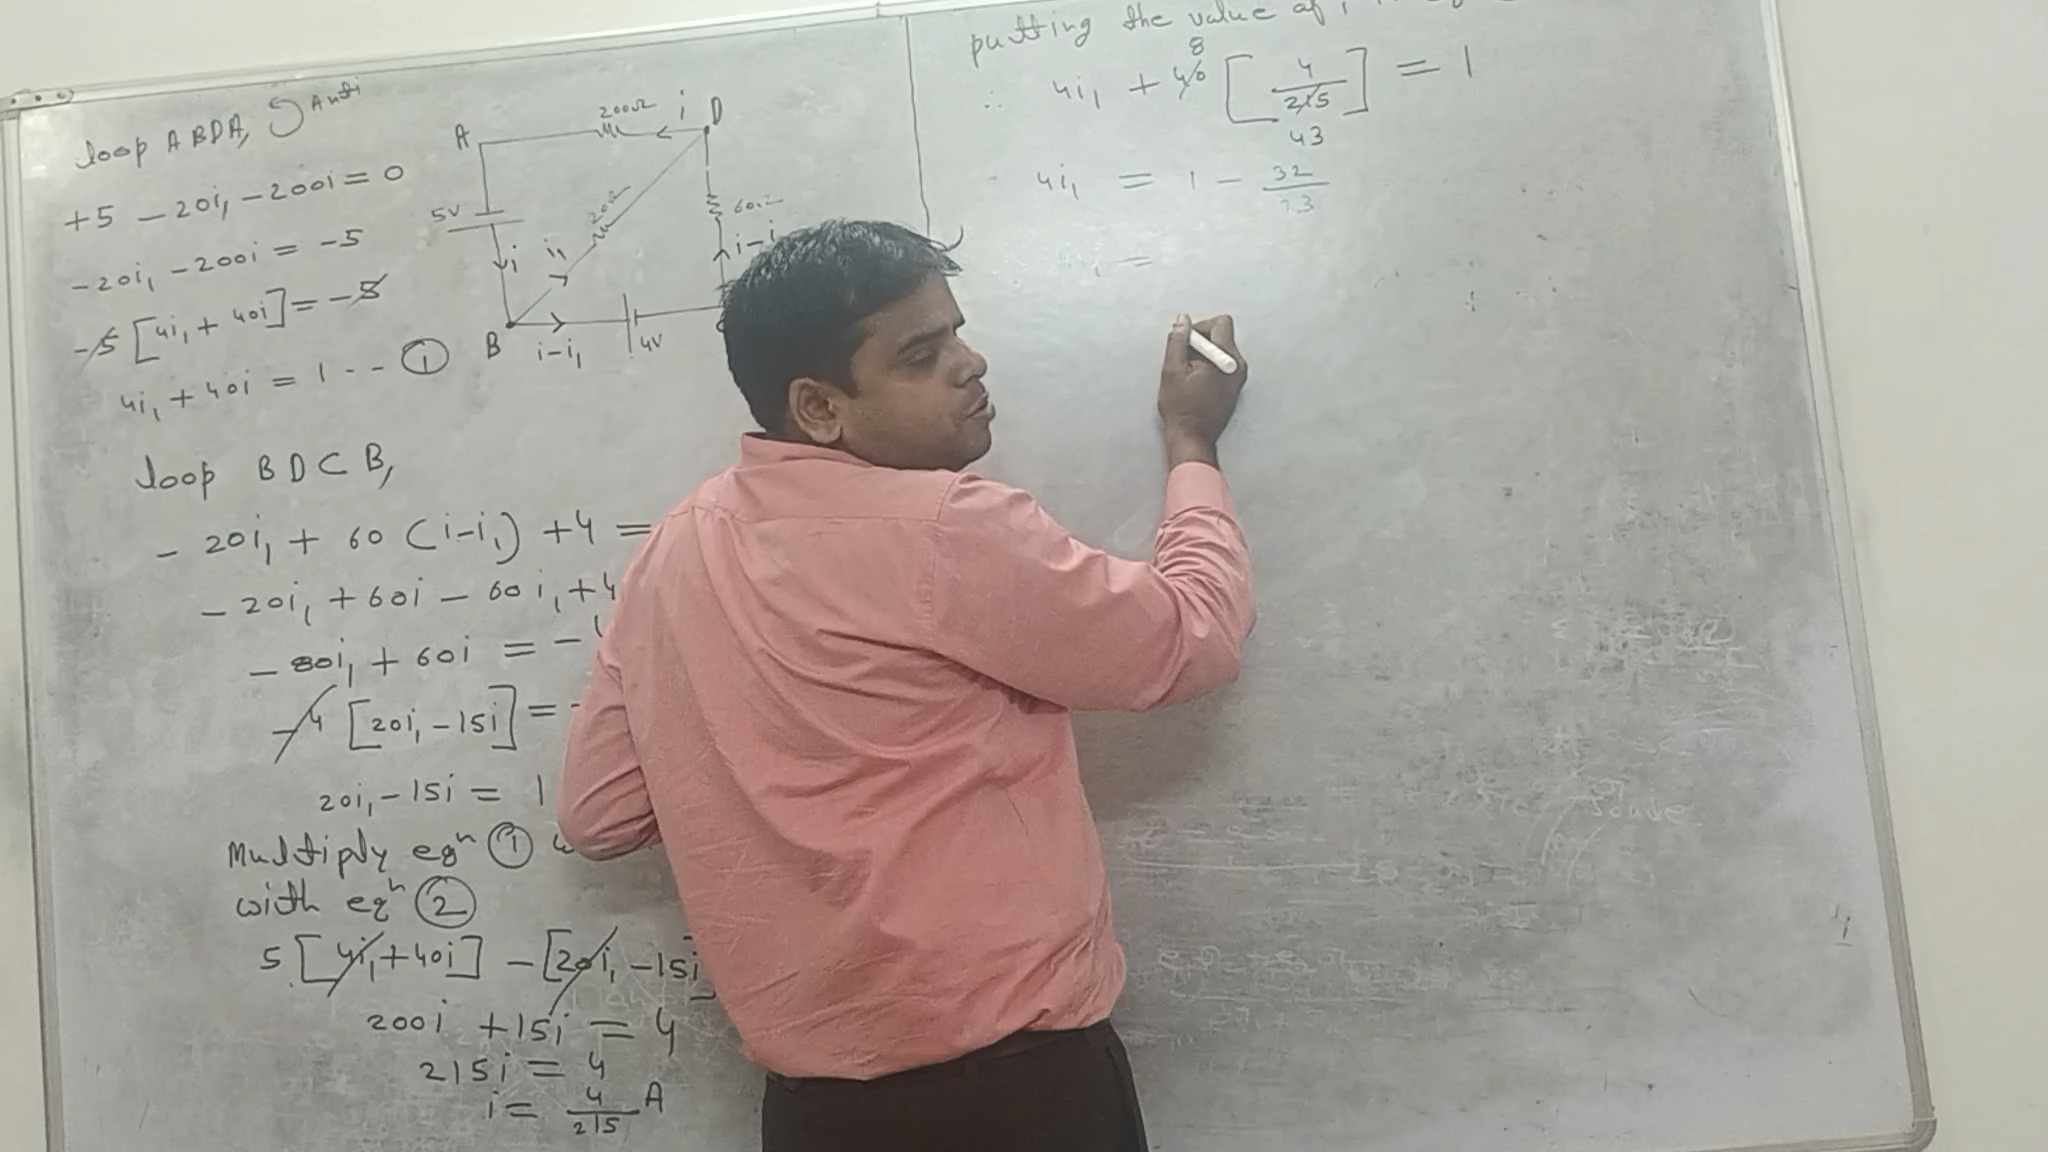 loop ABDA, Anti
+5 - 20i₁ - 200i = 0
-20i₁ - 200i = -5
-5 [4i₁ + 40i] = -5
4i₁ + 40i = 1 -- ①
loop BDCB,
- 20i₁ + 60 (i-i₁) +4 =
- 20i₁ + 60i - 60i₁ + 4
- 80i₁ + 60i = -
-4 [20i₁ - 15i] = -
20i₁ - 15i = 1
Multiply eqⁿ ①
with eqⁿ ②
5 [4i₁ + 40i] - [20i₁ - 15i]
200i + 15i = 4
215i = 4
i = 4/215 A
A
200Ω
i
D
5V
i
i₁
20Ω
60Ω
i-i
B
i-i₁
4V
putting the value of i
8
∴ 4i₁ + 40 [4/215] = 1
43
4i₁ = 1 - 32/43